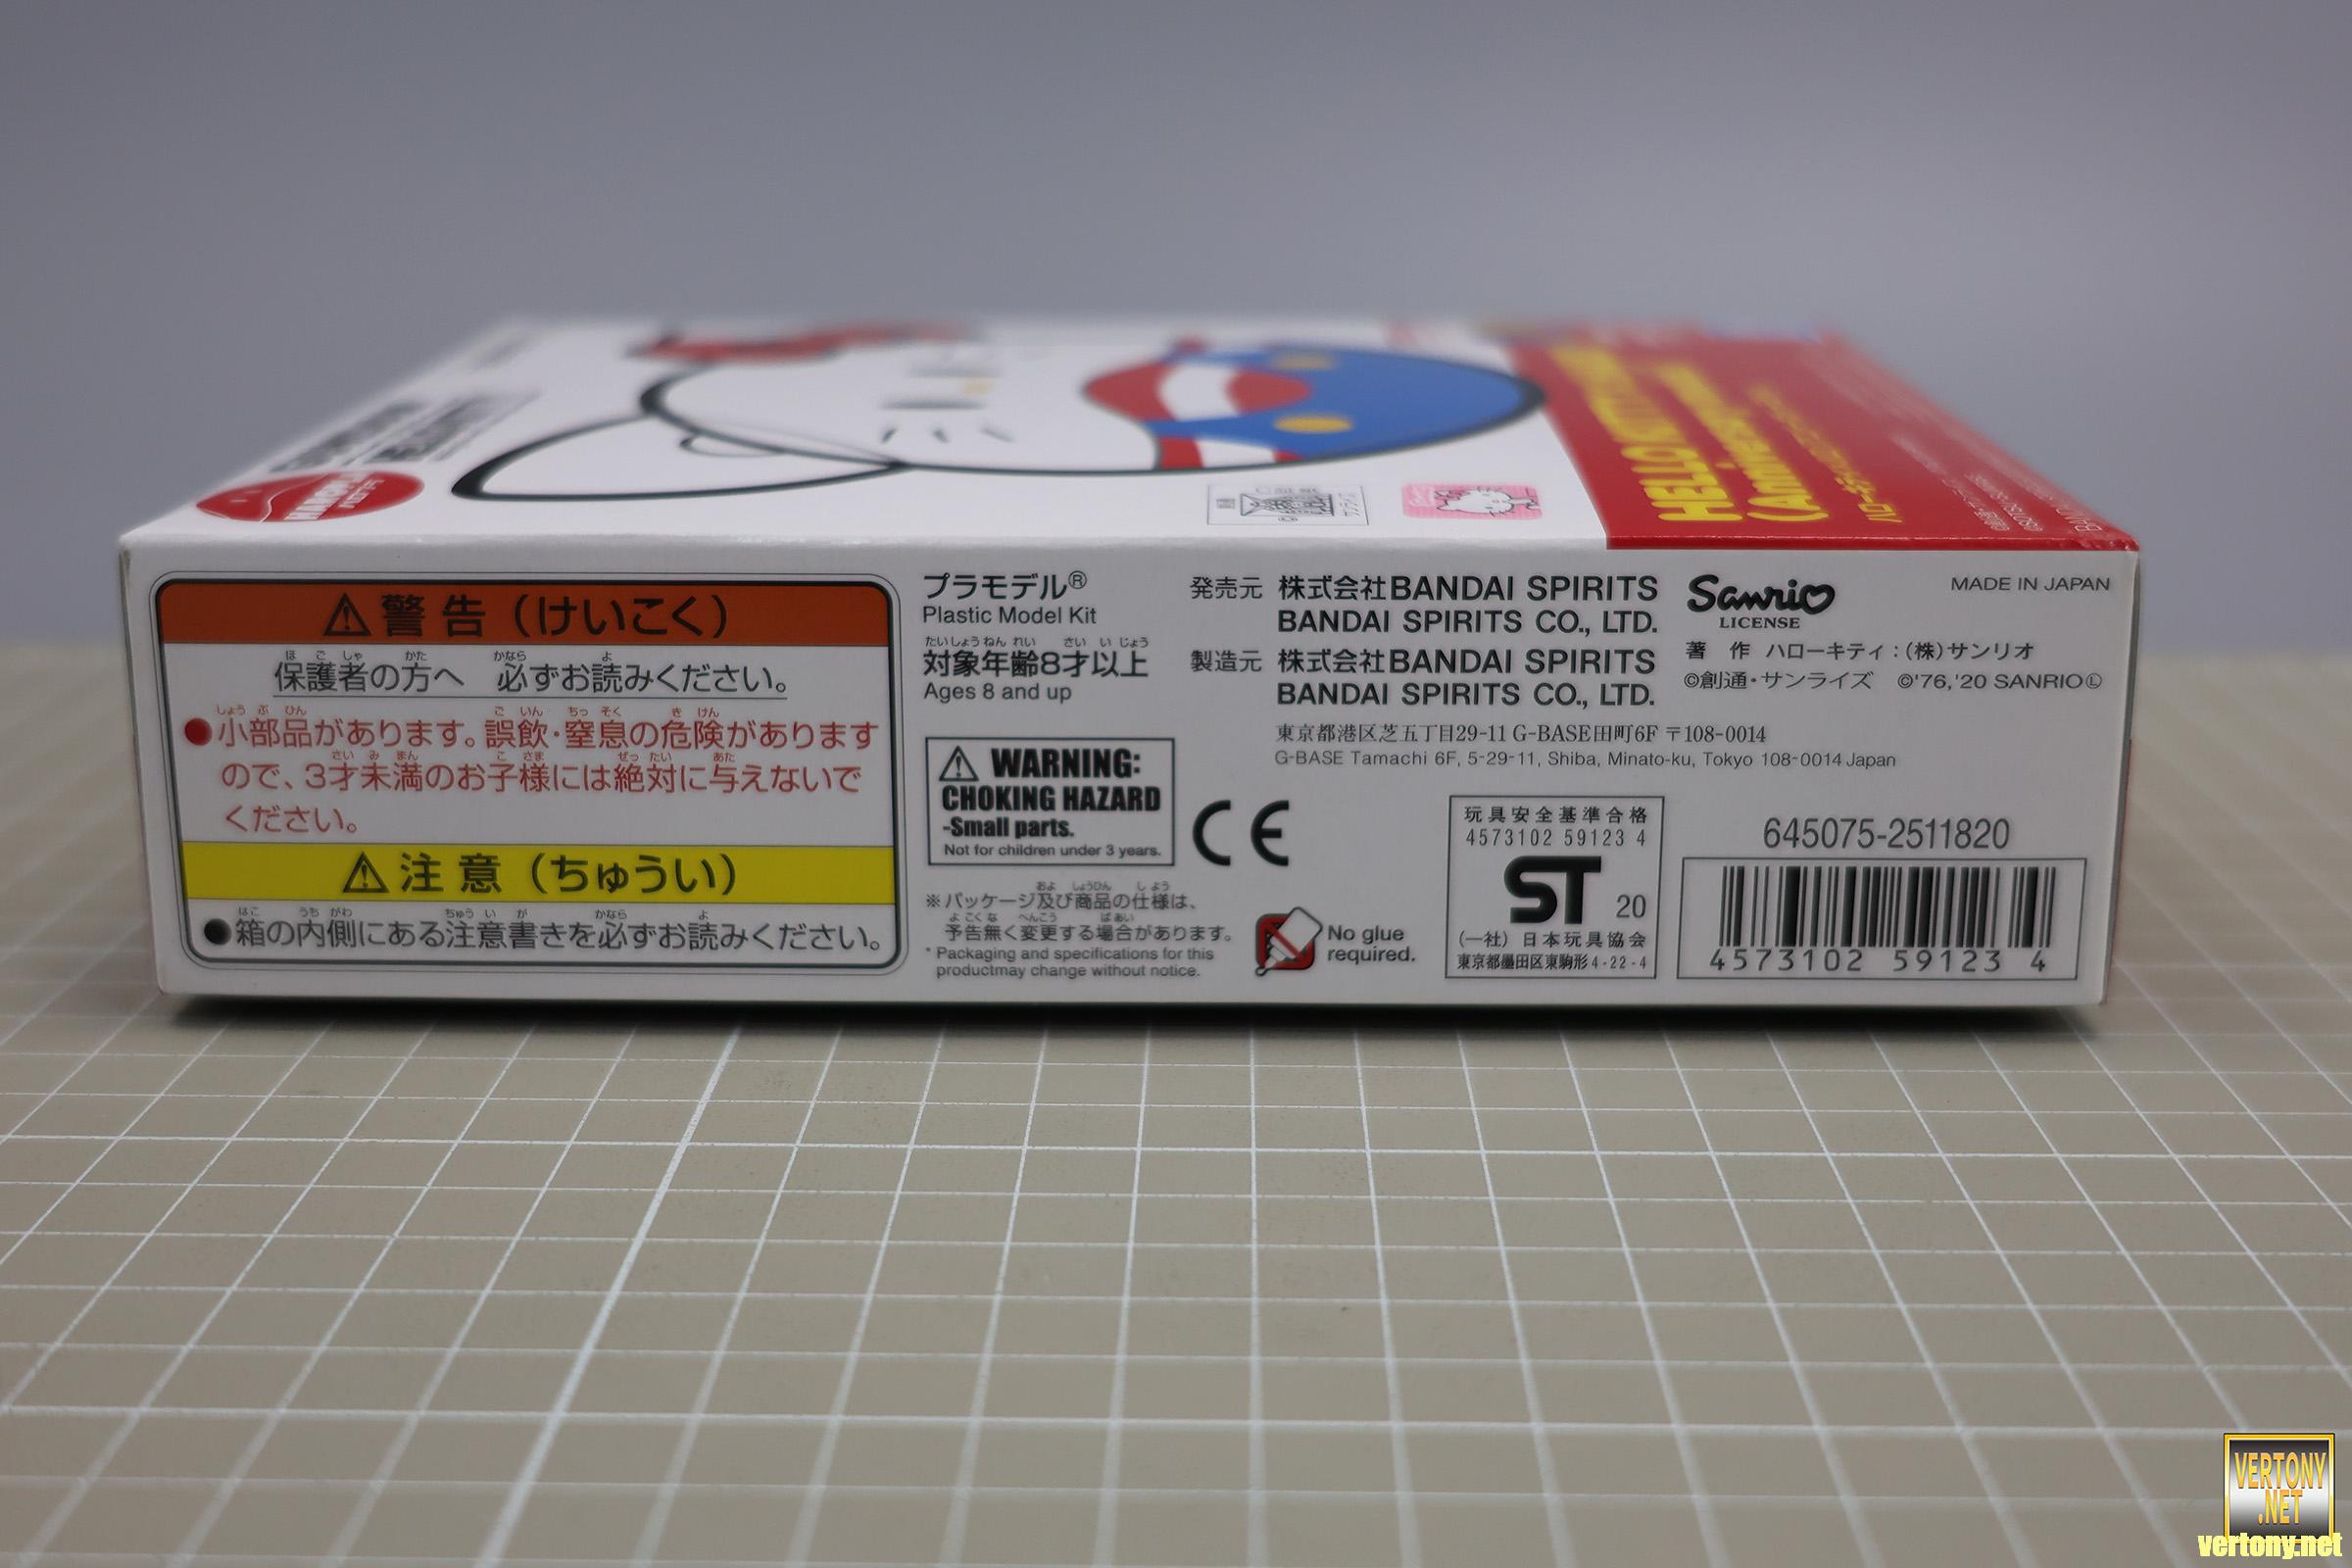 HELLO KITTY
警告（けいこく）
保護者の方へ 必ずお読みください。
●小部品があります。誤飲・窒息の危険があります
ので、3才未満のお子様には絶対に与えないで
ください。
注意（ちゅうい）
●箱の内側にある注意書きを必ずお読みください。
プラモデル®
Plastic Model Kit
対象年齢8才以上
Ages 8 and up
WARNING:
CHOKING HAZARD
-Small parts.
Not for children under 3 years.
※パッケージ及び商品の仕様は、
予告無く変更する場合があります。
* Packaging and specifications for this
productmay change without notice.
発売元 株式会社BANDAI SPIRITS
BANDAI SPIRITS CO., LTD.
製造元 株式会社BANDAI SPIRITS
BANDAI SPIRITS CO., LTD.
東京都港区芝五丁目29-11 G-BASE田町6F 〒108-0014
G-BASE Tamachi 6F, 5-29-11, Shiba, Minato-ku, Tokyo 108-0014 Japan
CE
No glue
required.
Sanrio
LICENSE
MADE IN JAPAN
著 作 ハローキティ：(株)サンリオ
©創通・サンライズ ©'76,'20 SANRIOⓁ
玩具安全基準合格
4573102 59123 4
ST 20
(一社) 日本玩具協会
東京都墨田区東駒形4-22-4
645075-2511820
4573102 591234
VERTONY
.NET
vertony.net